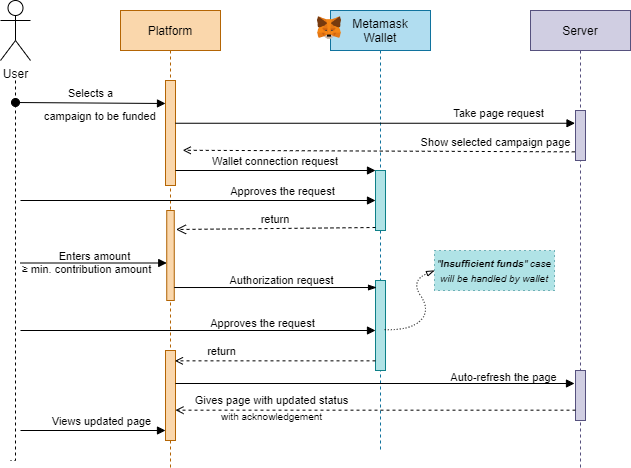 Platform
Metamask
Wallet
Server
User
Selects a
campaign to be funded
Take page request
Show selected campaign page
Wallet connection request
Approves the request
return
Enters amount
≥ min. contribution amount
"Insufficient funds" case
will be handled by wallet
Authorization request
Approves the request
return
Auto-refresh the page
Gives page with updated status
with acknowledgement
Views updated page